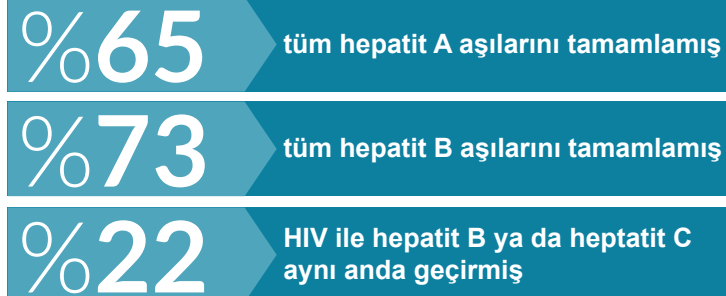 %65
tüm hepatit A aşılarını tamamlamış
%73
tüm hepatit B aşılarını tamamlamış
%22
HIV ile hepatit B ya da heptatit C
aynı anda geçirmiş